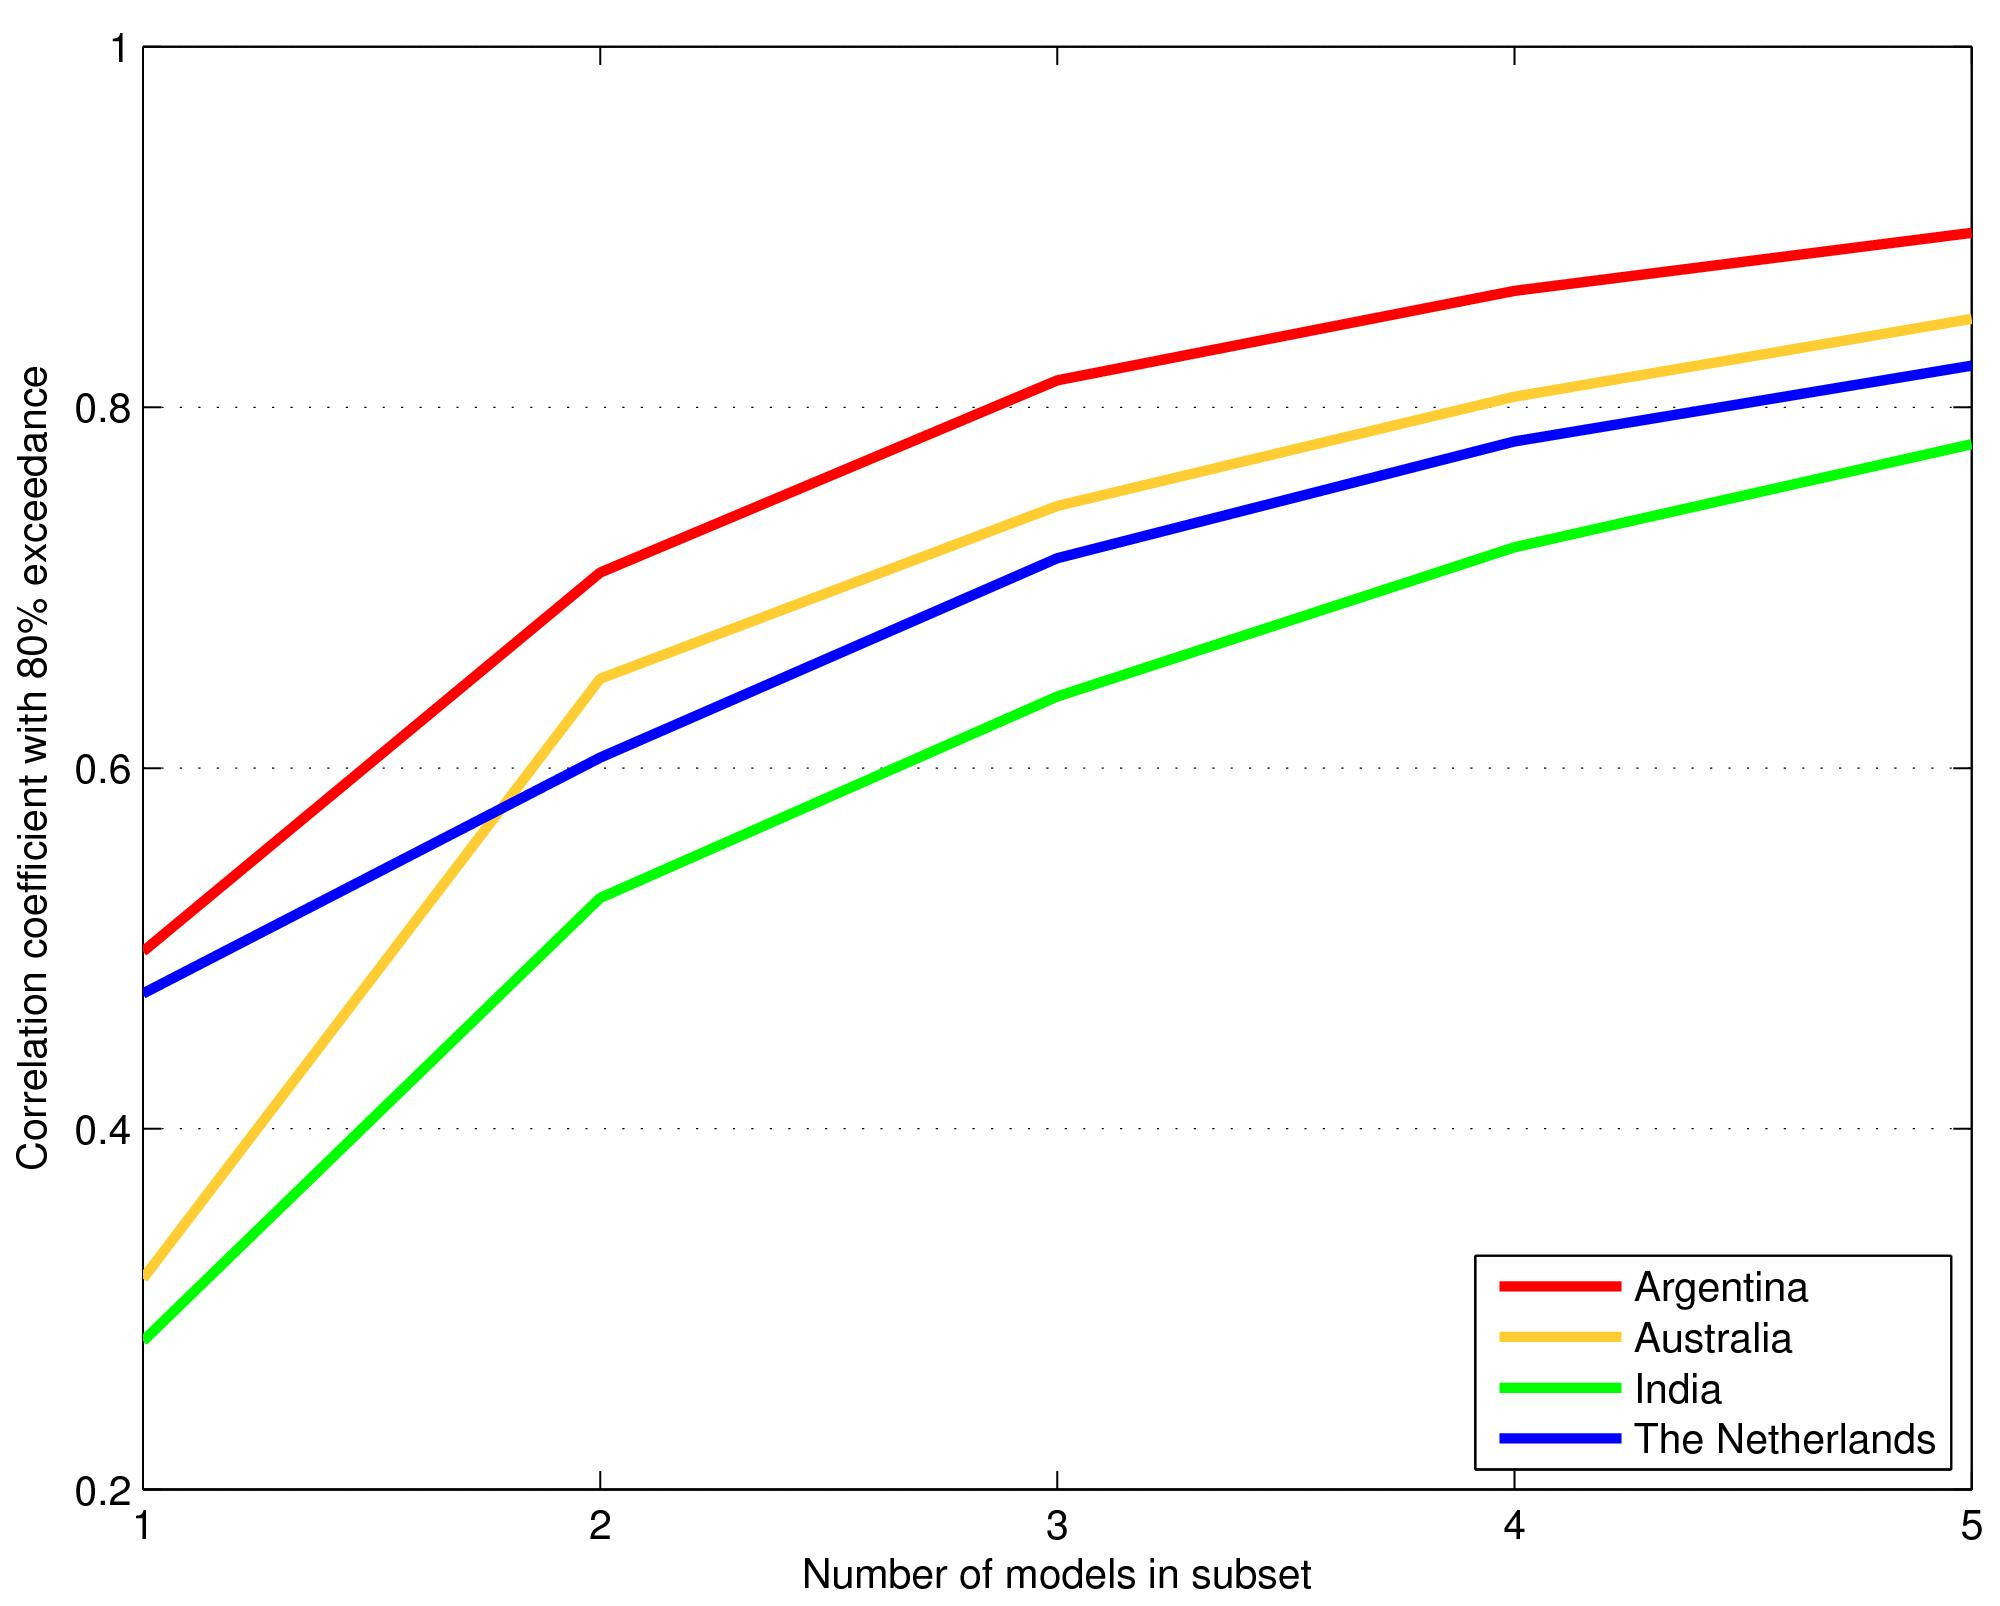 1
0.8
0.6
0.4
0.2
Correlation coefficient with 80% exceedance
1 2 3 4 5
Number of models in subset
Argentina
Australia
India
The Netherlands